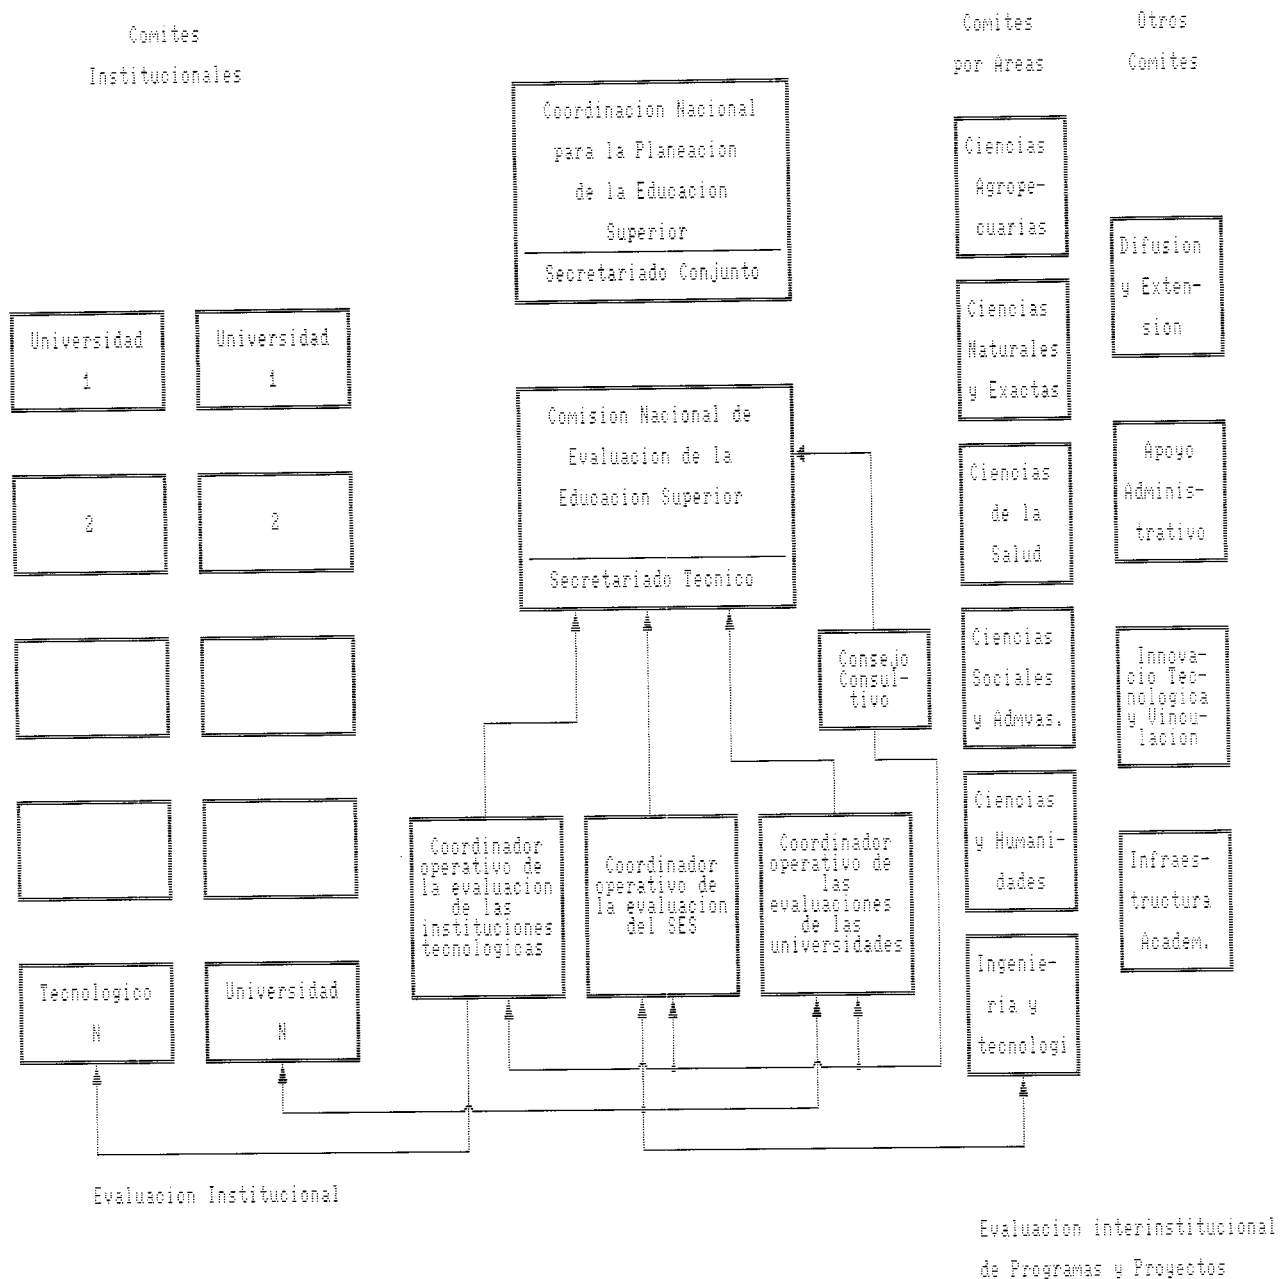 Comites
Institucionales
Comites
por Areas
Otros
Comites
Coordinacion Nacional
para la Planeacion
de la Educacion
Superior
Secretariado Conjunto
Comision Nacional de
Evaluacion de la
Educacion Superior
Secretariado Tecnico
Universidad
1
Universidad
1
2
2
Tecnologico
N
Universidad
N
Consejo
Consul-
tivo
Coordinador
operativo de
la evaluacion
de las
instituciones
tecnologicas
Coordinador
operativo de
la evaluacion
del SES
Coordinador
operativo de
las
evaluaciones
de las
universidades
Ciencias
Agrope-
cuarias
Ciencias
Naturales
y Exactas
Ciencias
de la
Salud
Ciencias
Sociales
y Admvas.
Ciencias
y Humani-
dades
Ingenie-
ria y
tecnologi
Difusion
y Exten-
sion
Apoyo
Adminis-
trativo
Innova-
cio Tec-
nologica
y Vincu-
lacion
Infraes-
tructura
Academ.
Evaluacion Institucional
Evaluacion interinstitucional
de Programas y Proyectos